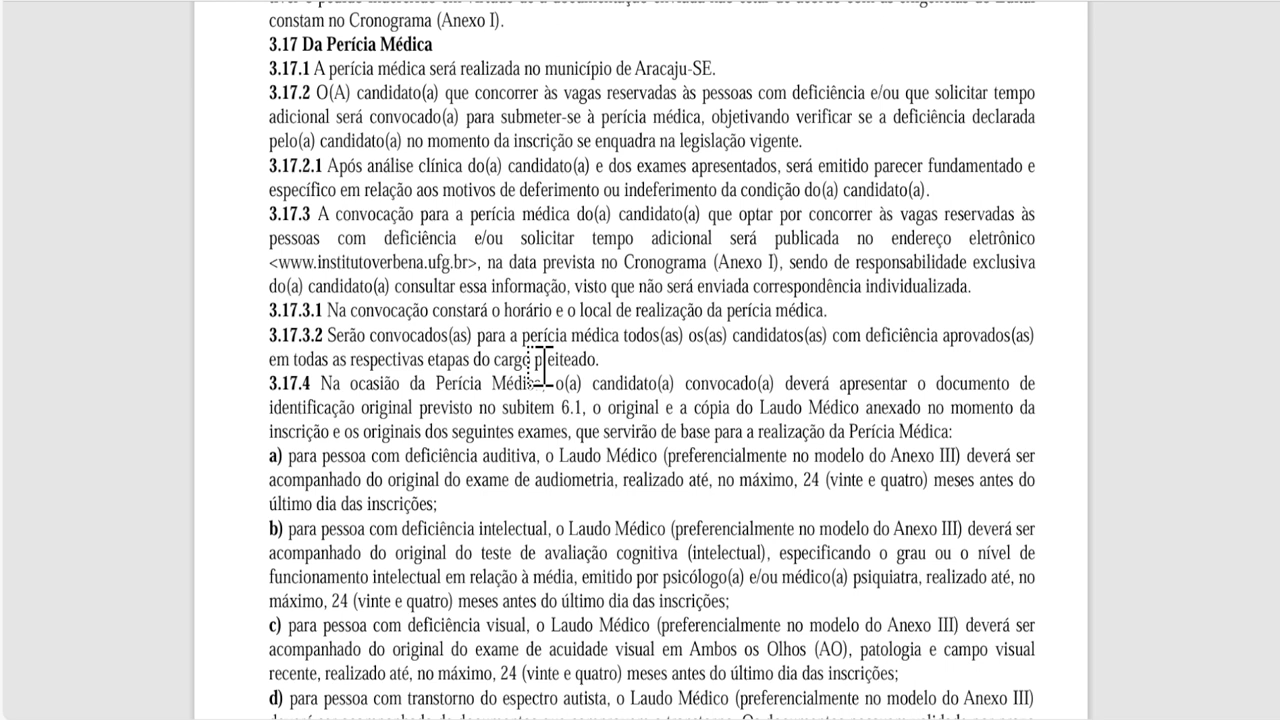 constam no Cronograma (Anexo I).
3.17 Da Perícia Médica
3.17.1 A perícia médica será realizada no município de Aracaju-SE.
3.17.2 O(A) candidato(a) que concorrer às vagas reservadas às pessoas com deficiência e/ou que solicitar tempo
adicional será convocado(a) para submeter-se à perícia médica, objetivando verificar se a deficiência declarada
pelo(a) candidato(a) no momento da inscrição se enquadra na legislação vigente.
3.17.2.1 Após análise clínica do(a) candidato(a) e dos exames apresentados, será emitido parecer fundamentado e
específico em relação aos motivos de deferimento ou indeferimento da condição do(a) candidato(a).
3.17.3 A convocação para a perícia médica do(a) candidato(a) que optar por concorrer às vagas reservadas às
pessoas com deficiência e/ou solicitar tempo adicional será publicada no endereço eletrônico
<www.institutoverbena.ufg.br>, na data prevista no Cronograma (Anexo I), sendo de responsabilidade exclusiva
do(a) candidato(a) consultar essa informação, visto que não será enviada correspondência individualizada.
3.17.3.1 Na convocação constará o horário e o local de realização da perícia médica.
3.17.3.2 Serão convocados(as) para a perícia médica todos(as) os(as) candidatos(as) com deficiência aprovados(as)
em todas as respectivas etapas do cargo pleiteado.
3.17.4 Na ocasião da Perícia Médica, o(a) candidato(a) convocado(a) deverá apresentar o documento de
identificação original previsto no subitem 6.1, o original e a cópia do Laudo Médico anexado no momento da
inscrição e os originais dos seguintes exames, que servirão de base para a realização da Perícia Médica:
a) para pessoa com deficiência auditiva, o Laudo Médico (preferencialmente no modelo do Anexo III) deverá ser
acompanhado do original do exame de audiometria, realizado até, no máximo, 24 (vinte e quatro) meses antes do
último dia das inscrições;
b) para pessoa com deficiência intelectual, o Laudo Médico (preferencialmente no modelo do Anexo III) deverá ser
acompanhado do original do teste de avaliação cognitiva (intelectual), especificando o grau ou o nível de
funcionamento intelectual em relação à média, emitido por psicólogo(a) e/ou médico(a) psiquiatra, realizado até, no
máximo, 24 (vinte e quatro) meses antes do último dia das inscrições;
c) para pessoa com deficiência visual, o Laudo Médico (preferencialmente no modelo do Anexo III) deverá ser
acompanhado do original do exame de acuidade visual em Ambos os Olhos (AO), patologia e campo visual
recente, realizado até, no máximo, 24 (vinte e quatro) meses antes do último dia das inscrições;
d) para pessoa com transtorno do espectro autista, o Laudo Médico (preferencialmente no modelo do Anexo III)